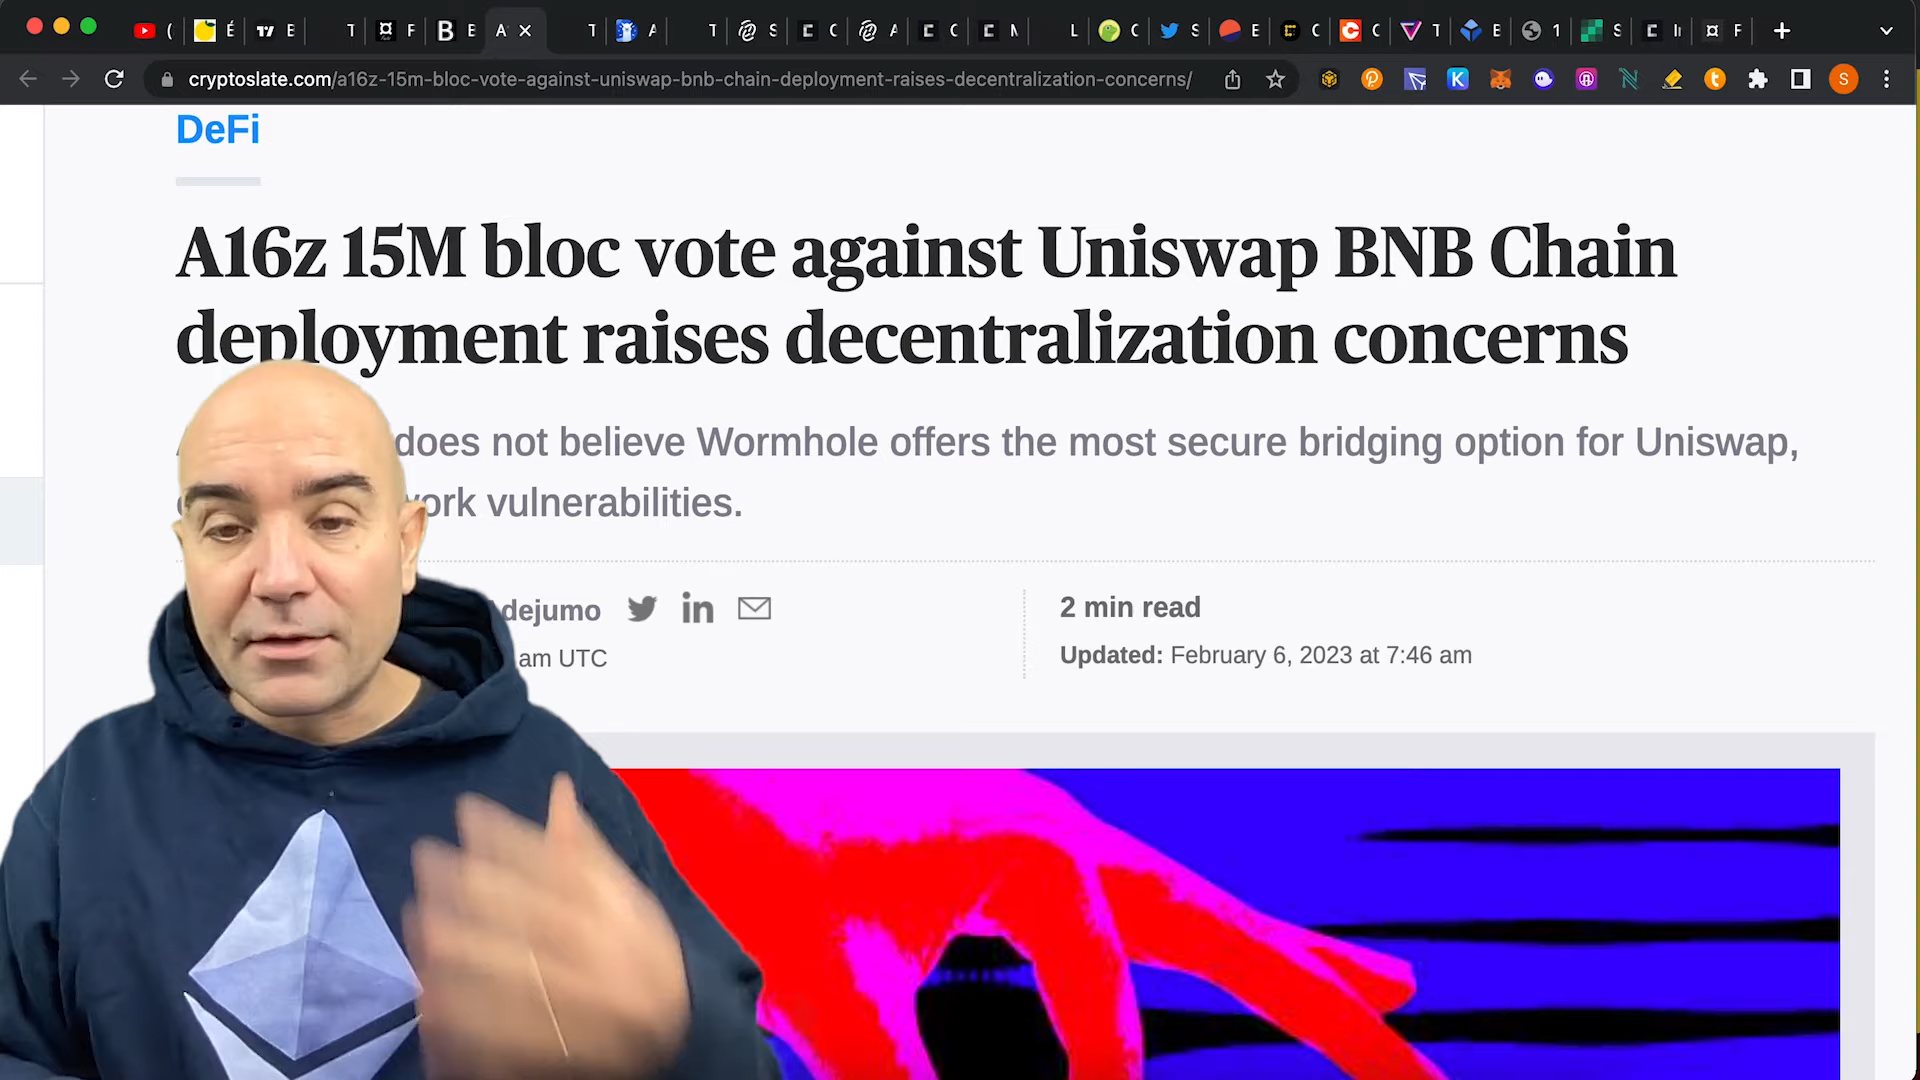 cryptoslate.com/a16z-15m-bloc-vote-against-uniswap-bnb-chain-deployment-raises-decentralization-concerns/
DeFi
A16z 15M bloc vote against Uniswap BNB Chain
deployment raises decentralization concerns
does not believe Wormhole offers the most secure bridging option for Uniswap,
vulnerabilities.
2 min read
am UTC
Updated: February 6, 2023 at 7:46 am